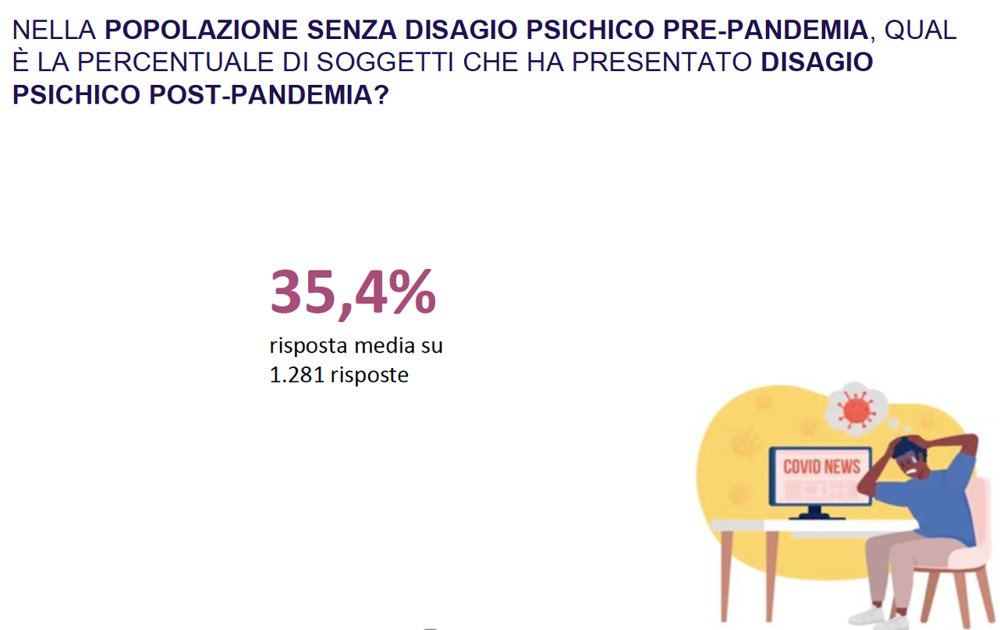 NELLA POPOLAZIONE SENZA DISAGIO PSICHICO PRE-PANDEMIA, QUAL
È LA PERCENTUALE DI SOGGETTI CHE HA PRESENTATO DISAGIO
PSICHICO POST-PANDEMIA?
35,4%
risposta media su
1.281 risposte
COVID NEWS